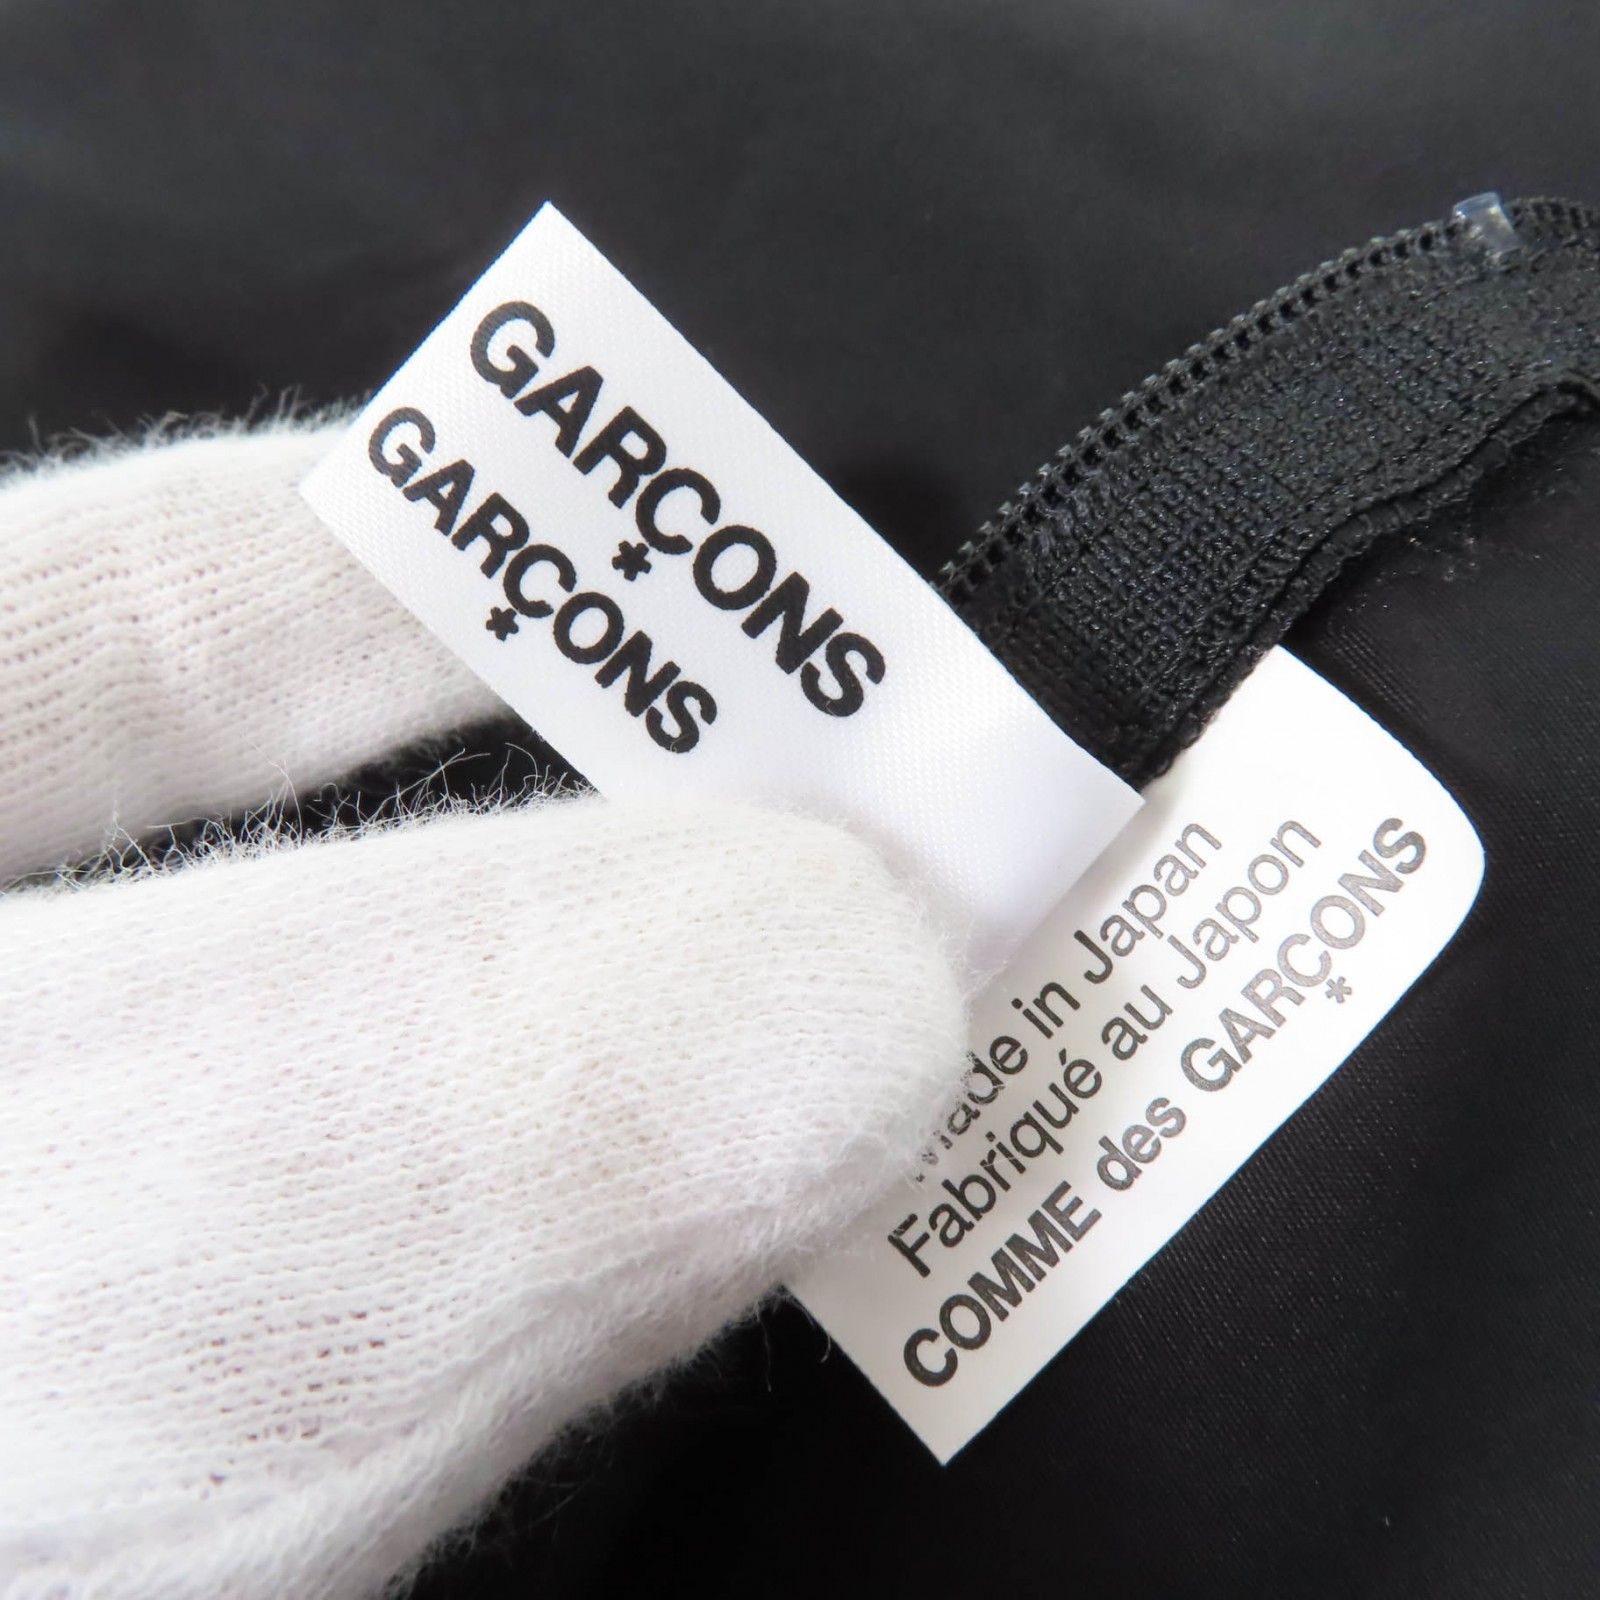 GARÇONS
*
GARÇONS
*
Made in Japan
Fabriqué au Japon
COMME des GARÇONS
*